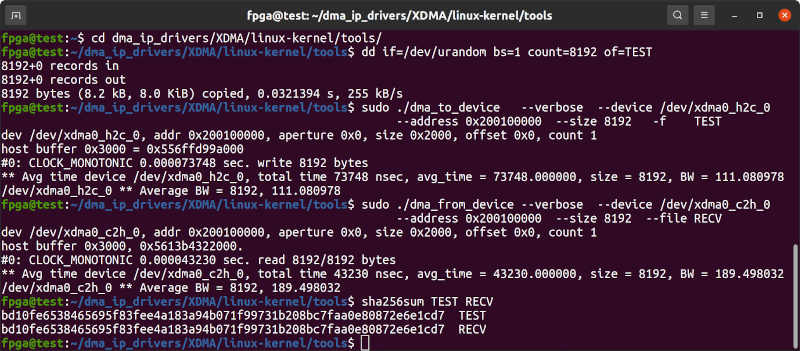 fpga@test: ~/dma_ip_drivers/XDMA/linux-kernel/tools
fpga@test:~$ cd dma_ip_drivers/XDMA/linux-kernel/tools/
fpga@test:~/dma_ip_drivers/XDMA/linux-kernel/tools$ dd if=/dev/urandom bs=1 count=8192 of=TEST
8192+0 records in
8192+0 records out
8192 bytes (8.2 kB, 8.0 KiB) copied, 0.0321394 s, 255 kB/s
fpga@test:~/dma_ip_drivers/XDMA/linux-kernel/tools$ sudo ./dma_to_device   --verbose  --device /dev/xdma0_h2c_0
--address 0x200100000  --size 8192   -f    TEST
dev /dev/xdma0_h2c_0, addr 0x200100000, aperture 0x0, size 0x2000, offset 0x0, count 1
host buffer 0x3000 = 0x556ffd99a000
#0: CLOCK_MONOTONIC 0.000073748 sec. write 8192 bytes
** Avg time device /dev/xdma0_h2c_0, total time 73748 nsec, avg_time = 73748.000000, size = 8192, BW = 111.080978
/dev/xdma0_h2c_0 ** Average BW = 8192, 111.080978
fpga@test:~/dma_ip_drivers/XDMA/linux-kernel/tools$ sudo ./dma_from_device --verbose  --device /dev/xdma0_c2h_0
--address 0x200100000  --size 8192  --file RECV
dev /dev/xdma0_c2h_0, addr 0x200100000, aperture 0x0, size 0x2000, offset 0x0, count 1
host buffer 0x3000, 0x5613b4322000.
#0: CLOCK_MONOTONIC 0.000043230 sec. read 8192/8192 bytes
** Avg time device /dev/xdma0_c2h_0, total time 43230 nsec, avg_time = 43230.000000, size = 8192, BW = 189.498032
/dev/xdma0_c2h_0 ** Average BW = 8192, 189.498032
fpga@test:~/dma_ip_drivers/XDMA/linux-kernel/tools$ sha256sum TEST RECV
bd10fe6538465695f83fee4a183a94b071f99731b208bc7faa0e80872e6e1cd7  TEST
bd10fe6538465695f83fee4a183a94b071f99731b208bc7faa0e80872e6e1cd7  RECV
fpga@test:~/dma_ip_drivers/XDMA/linux-kernel/tools$